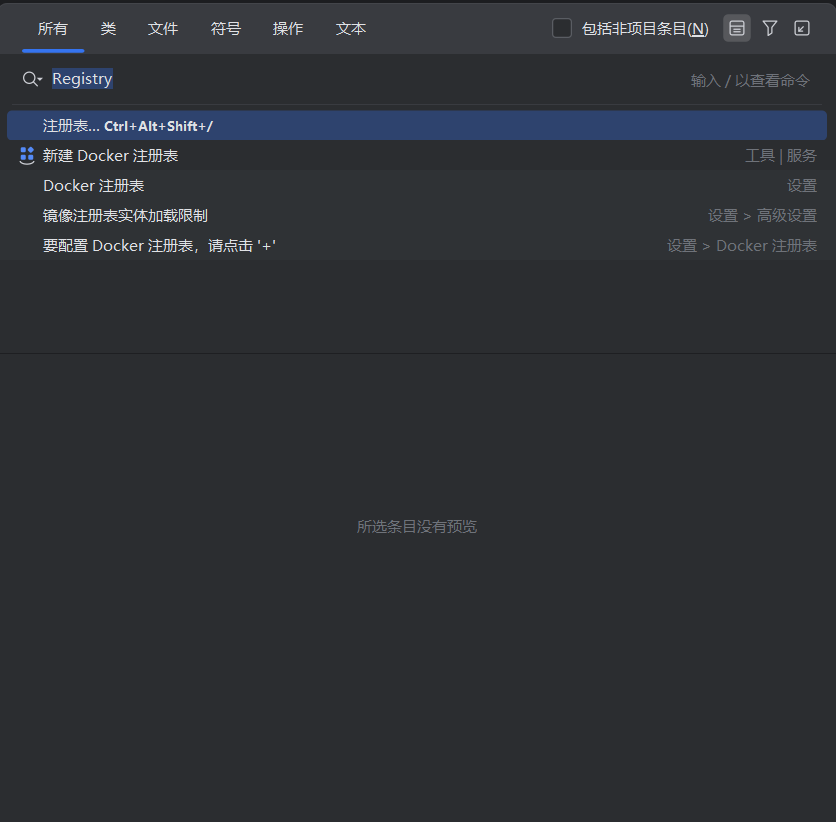 所有 类 文件 符号 操作 文本 包括非项目条目(N)
Registry 输入 / 以查看命令
注册表... Ctrl+Alt+Shift+/
新建 Docker 注册表 工具 | 服务
Docker 注册表 设置
镜像注册表实体加载限制 设置 > 高级设置
要配置 Docker 注册表，请点击 '+' 设置 > Docker 注册表
所选条目没有预览